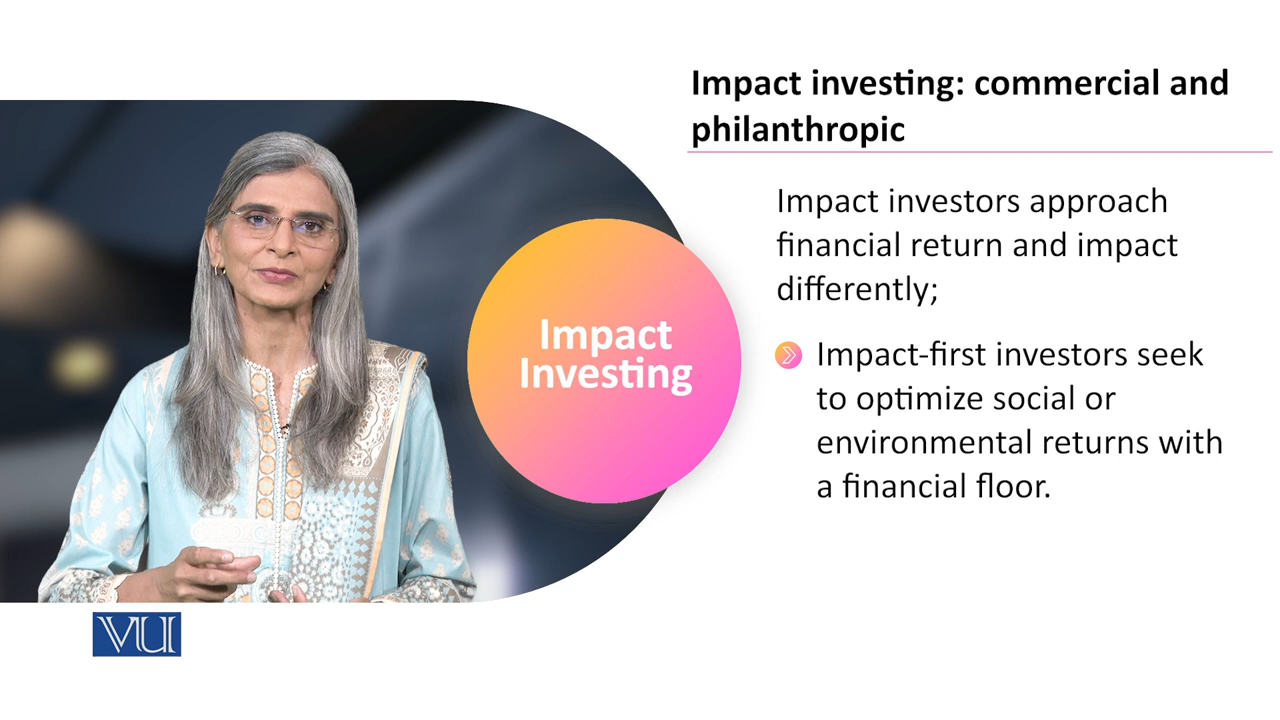 Impact investing: commercial and
philanthropic
Impact investors approach
financial return and impact
differently;
Impact-first investors seek
to optimize social or
environmental returns with
a financial floor.
Impact
Investing
VU